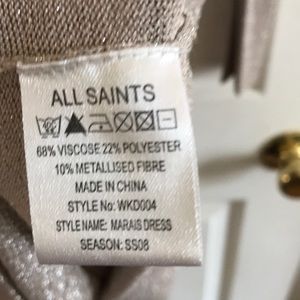 ALL SAINTS
68% VISCOSE 22% POLYESTER
10% METALLISED FIBRE
MADE IN CHINA
STYLE No: WKD004
STYLE NAME: MARAIS DRESS
SEASON: SS08